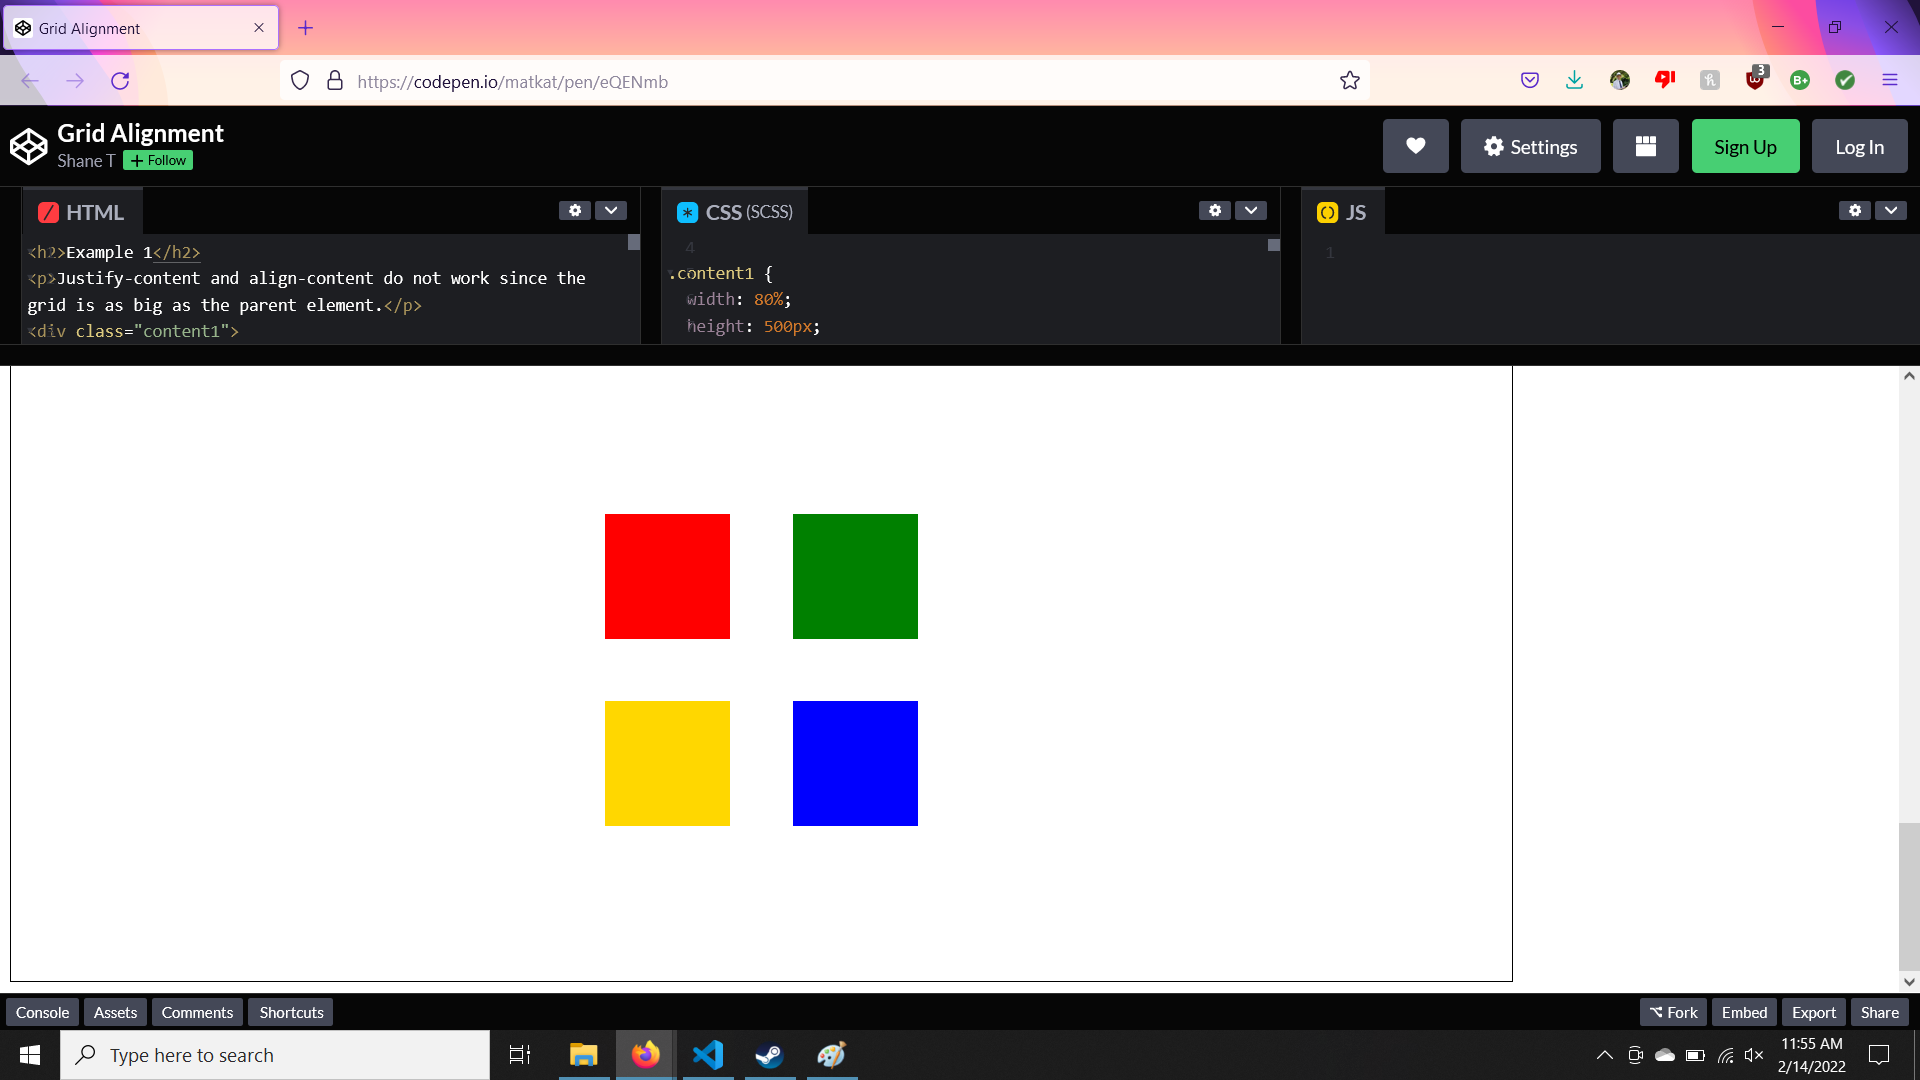 Grid Alignment
https://codepen.io/matkat/pen/eQENmb
3
B+
Grid Alignment
Shane T
+ Follow
Settings
Sign Up
Log In
HTML
CSS (SCSS)
JS
<h2>Example 1</h2>
<p>Justify-content and align-content do not work since the
grid is as big as the parent element.</p>
<div class="content1">
4
.content1 {
width: 80%;
height: 500px;
1
Console
Assets
Comments
Shortcuts
Fork
Embed
Export
Share
Type here to search
11:55 AM
2/14/2022